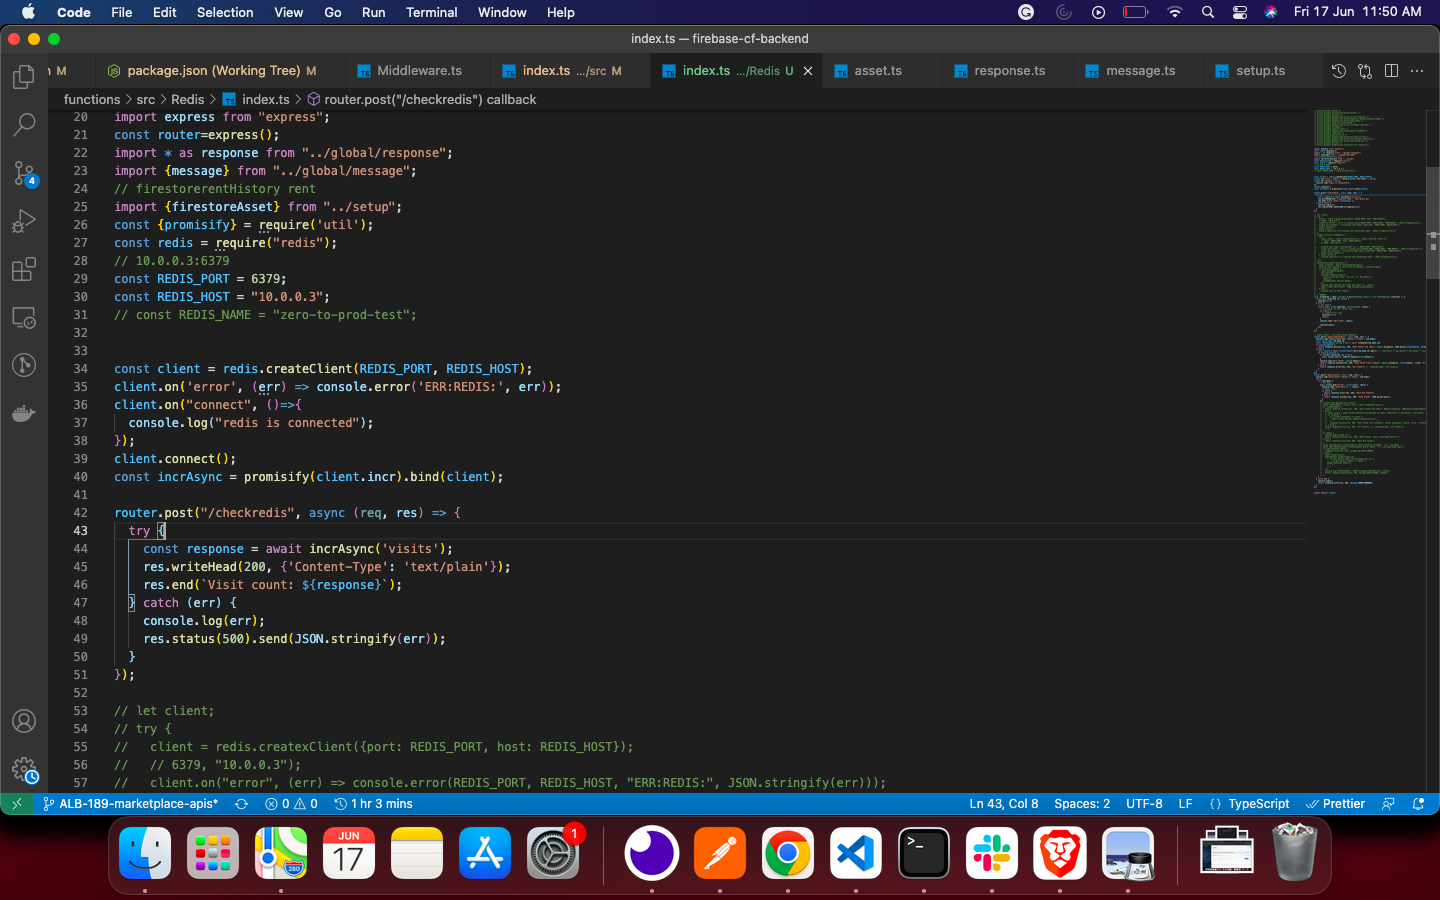 Code File Edit Selection View Go Run Terminal Window Help Fri 17 Jun 11:50 AM
index.ts — firebase-cf-backend
M package.json (Working Tree) M Middleware.ts index.ts .../src M index.ts .../Redis U asset.ts response.ts message.ts setup.ts
functions > src > Redis > index.ts > router.post("/checkredis") callback
20 import express from "express";
21 const router=express();
22 import * as response from "../global/response";
23 import {message} from "../global/message";
24 // firestorerentHistory rent
25 import {firestoreAsset} from "../setup";
26 const {promisify} = require('util');
27 const redis = require("redis");
28 // 10.0.0.3:6379
29 const REDIS_PORT = 6379;
30 const REDIS_HOST = "10.0.0.3";
31 // const REDIS_NAME = "zero-to-prod-test";
32
33
34 const client = redis.createClient(REDIS_PORT, REDIS_HOST);
35 client.on('error', (err) => console.error('ERR:REDIS:', err));
36 client.on("connect", ()=>{
37 console.log("redis is connected");
38 });
39 client.connect();
40 const incrAsync = promisify(client.incr).bind(client);
41
42 router.post("/checkredis", async (req, res) => {
43 try {
44 const response = await incrAsync('visits');
45 res.writeHead(200, {'Content-Type': 'text/plain'});
46 res.end(`Visit count: ${response}`);
47 } catch (err) {
48 console.log(err);
49 res.status(500).send(JSON.stringify(err));
50 }
51 });
52
53 // let client;
54 // try {
55 // client = redis.createxClient({port: REDIS_PORT, host: REDIS_HOST});
56 // // 6379, "10.0.0.3");
57 // client.on("error", (err) => console.error(REDIS_PORT, REDIS_HOST, "ERR:REDIS:", JSON.stringify(err)));
4
ALB-189-marketplace-apis* 0 0 1 hr 3 mins Ln 43, Col 8 Spaces: 2 UTF-8 LF {} TypeScript Prettier
JUN
17
280
1